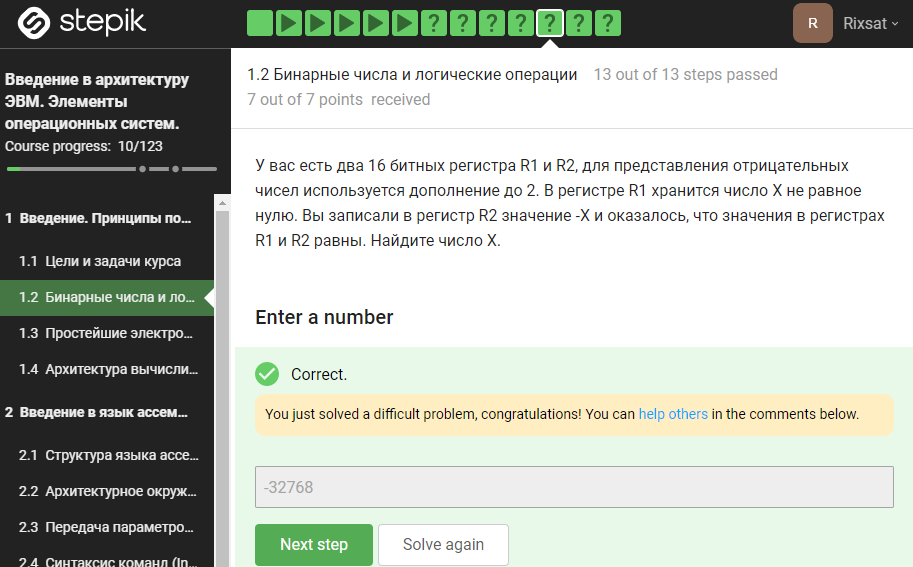 stepik
? ? ? ? ? ? ?
R
Rixsat
Введение в архитектуру
ЭВМ. Элементы
операционных систем.
Course progress: 10/123
1 Введение. Принципы по...
1.1 Цели и задачи курса
1.2 Бинарные числа и ло...
1.3 Простейшие электро...
1.4 Архитектура вычисли...
2 Введение в язык ассем...
2.1 Структура языка ассе...
2.2 Архитектурное окруж...
2.3 Передача параметро...
2.4 Синтаксис команд (In...
1.2 Бинарные числа и логические операции 13 out of 13 steps passed
7 out of 7 points received
У вас есть два 16 битных регистра R1 и R2, для представления отрицательных
чисел используется дополнение до 2. В регистре R1 хранится число X не равное
нулю. Вы записали в регистр R2 значение -X и оказалось, что значения в регистрах
R1 и R2 равны. Найдите число X.
Enter a number
Correct.
You just solved a difficult problem, congratulations! You can help others in the comments below.
-32768
Next step
Solve again